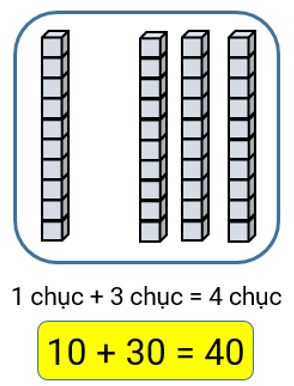 1 chục + 3 chục = 4 chục
10 + 30 = 40